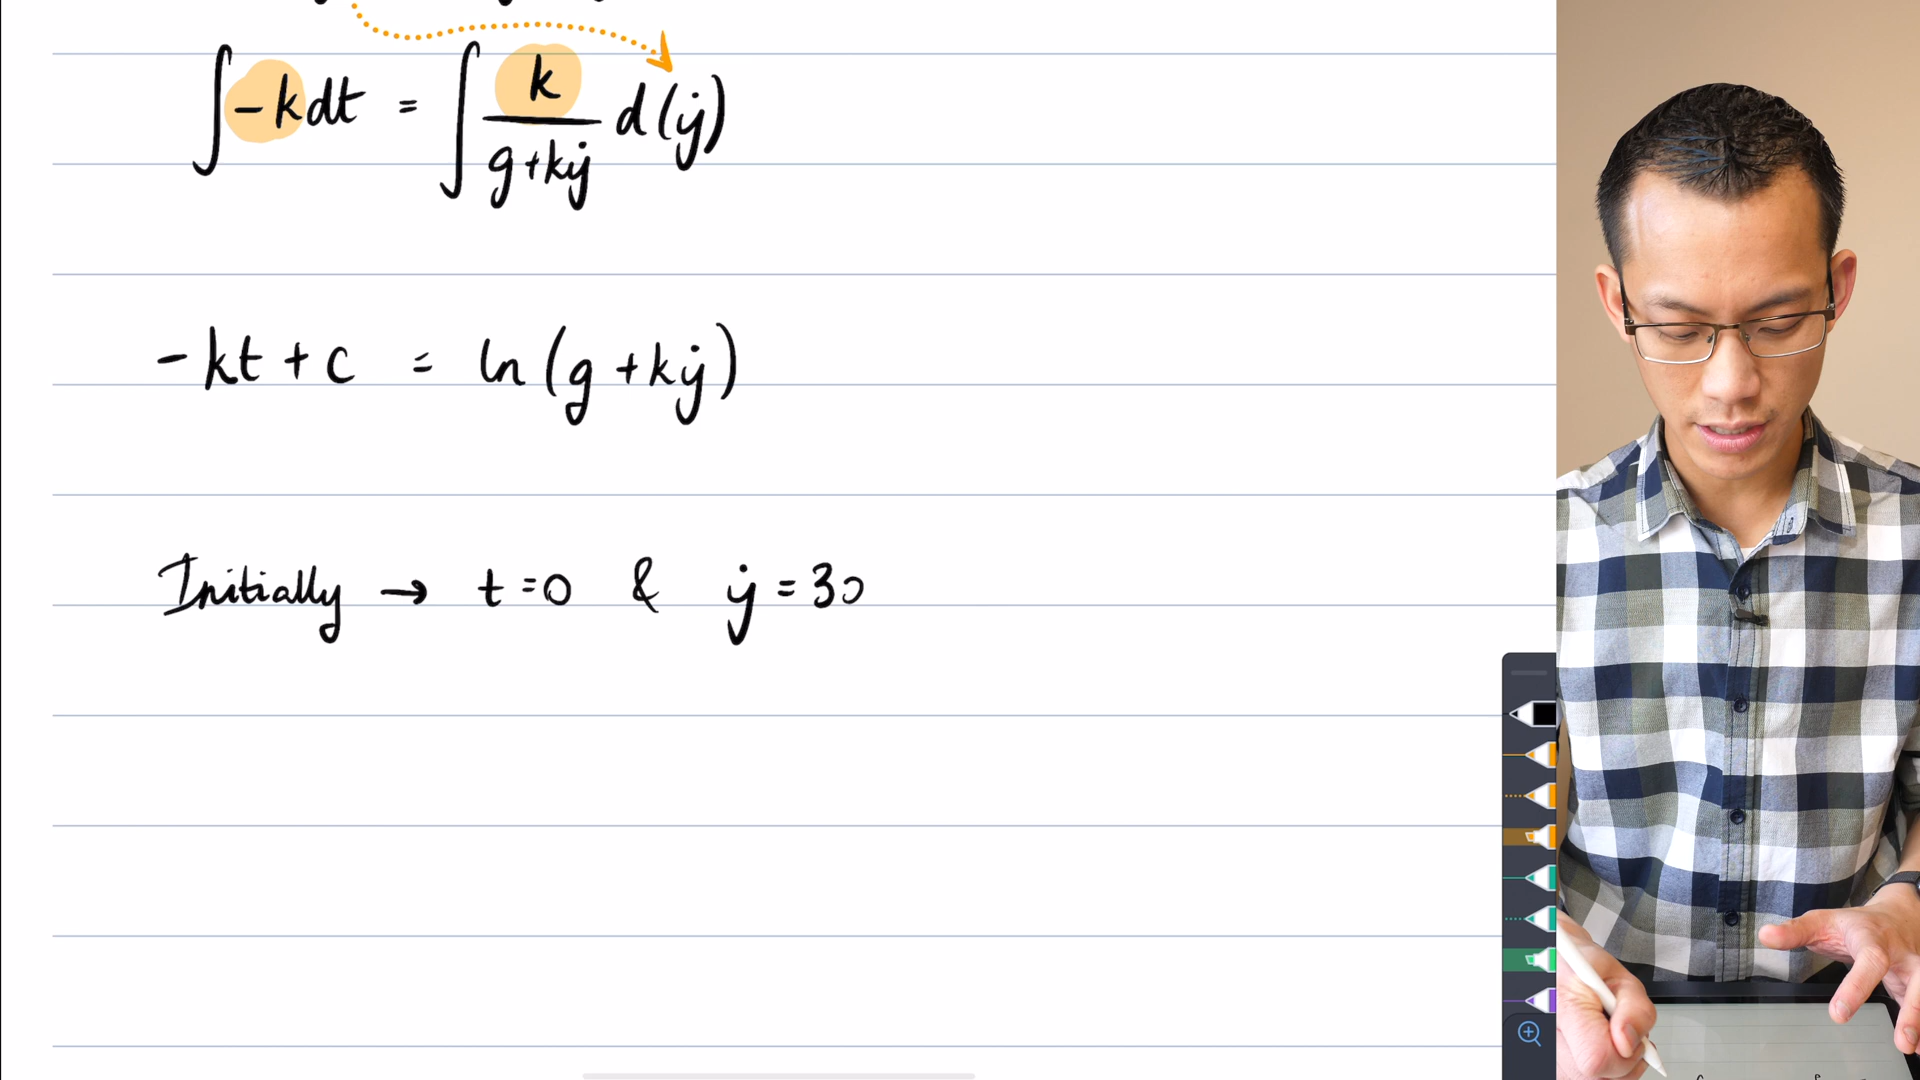 ∫ -k dt = ∫ k/(g+kẏ) d(ẏ)
-kt + c = ln(g + kẏ)
Initially → t = 0 & ẏ = 30